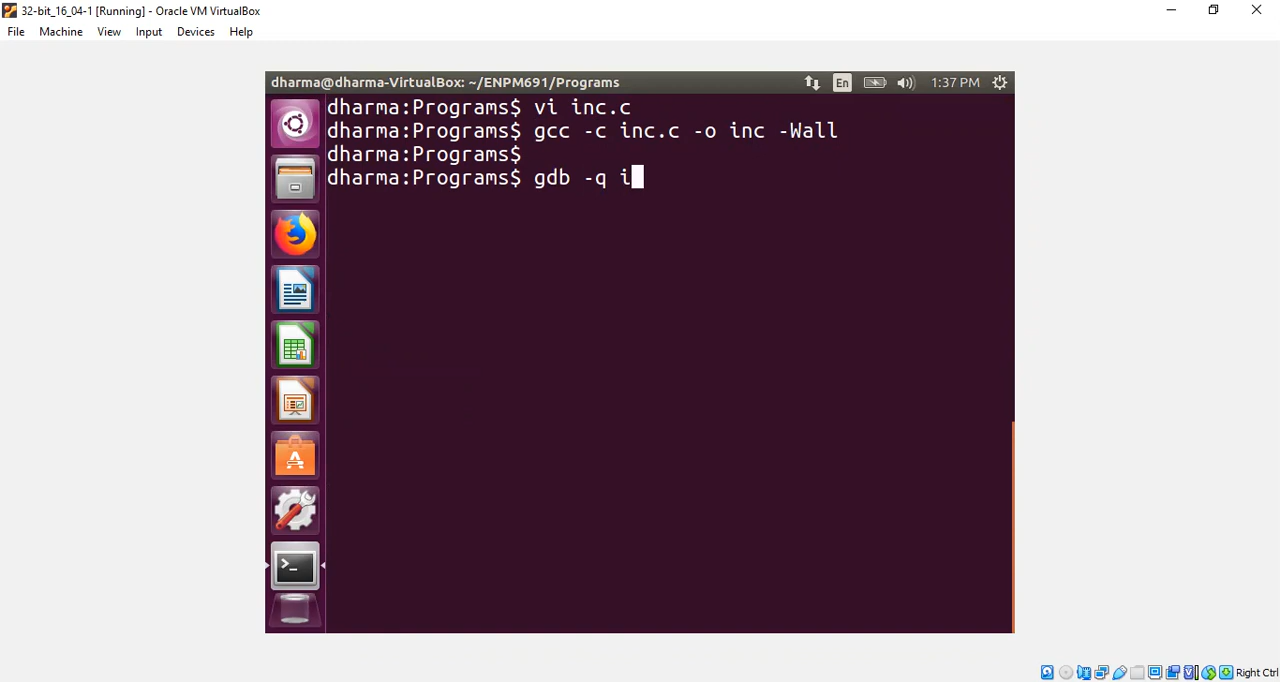 32-bit_16_04-1 [Running] - Oracle VM VirtualBox
File Machine View Input Devices Help
dharma@dharma-VirtualBox: ~/ENPM691/Programs En 1:37 PM
dharma:Programs$ vi inc.c
dharma:Programs$ gcc -c inc.c -o inc -Wall
dharma:Programs$
dharma:Programs$ gdb -q i
Right Ctrl